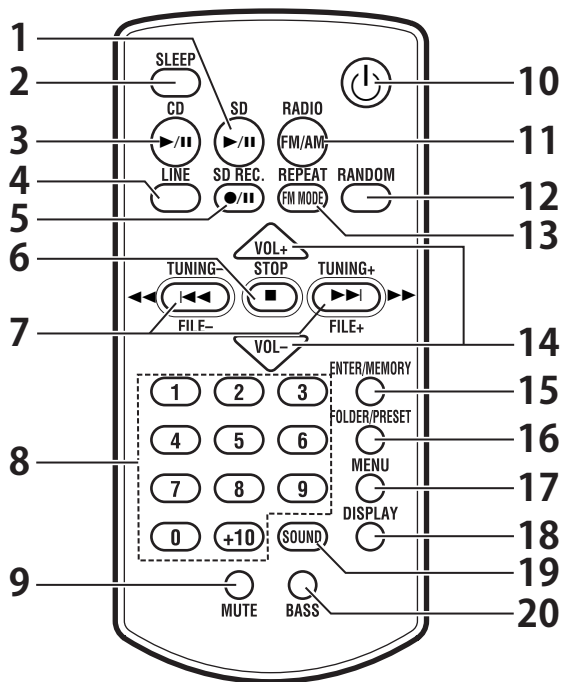 1
SLEEP
2
10
CD SD RADIO
3 ▶/II ▶/II FM/AM 11
LINE SD REC. REPEAT RANDOM
4
●/II FM MODE
12
5
13
6 VOL+
TUNING– STOP TUNING+
◀◀ |◀◀ ■ ▶▶| ▶▶
7
FILE– FILE+
VOL– 14
ENTER/MEMORY
1 2 3 15
FOLDER/PRESET
4 5 6 16
8
MENU
7 8 9 17
DISPLAY
0 +10 SOUND 18
19
9
MUTE BASS 20